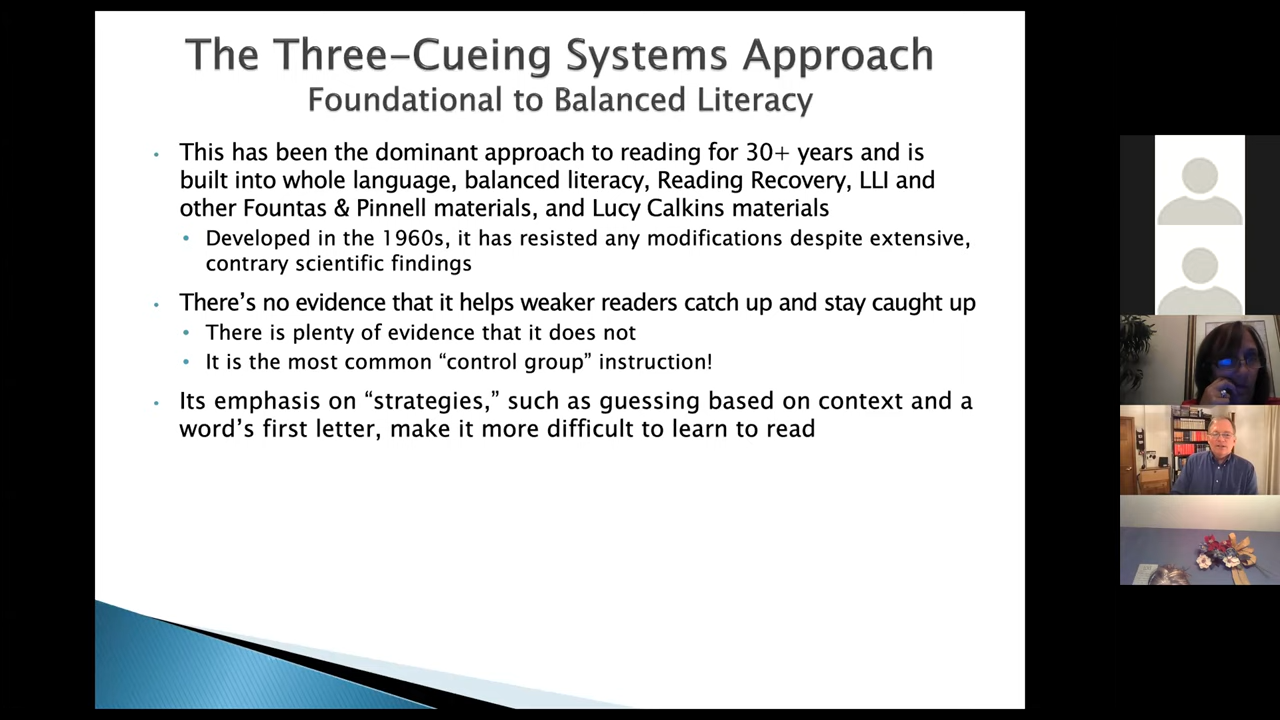 The Three-Cueing Systems Approach
Foundational to Balanced Literacy
• This has been the dominant approach to reading for 30+ years and is
built into whole language, balanced literacy, Reading Recovery, LLI and
other Fountas & Pinnell materials, and Lucy Calkins materials
• Developed in the 1960s, it has resisted any modifications despite extensive,
contrary scientific findings
• There's no evidence that it helps weaker readers catch up and stay caught up
• There is plenty of evidence that it does not
• It is the most common “control group” instruction!
• Its emphasis on “strategies,” such as guessing based on context and a
word's first letter, make it more difficult to learn to read